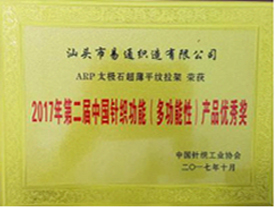 汕头市易通织造有限公司
ARP 太极石超薄平纹拉架 荣获
2017年第二届中国针织功能（多功能性）产品优秀奖
中国针织工业协会
二〇一七年十月